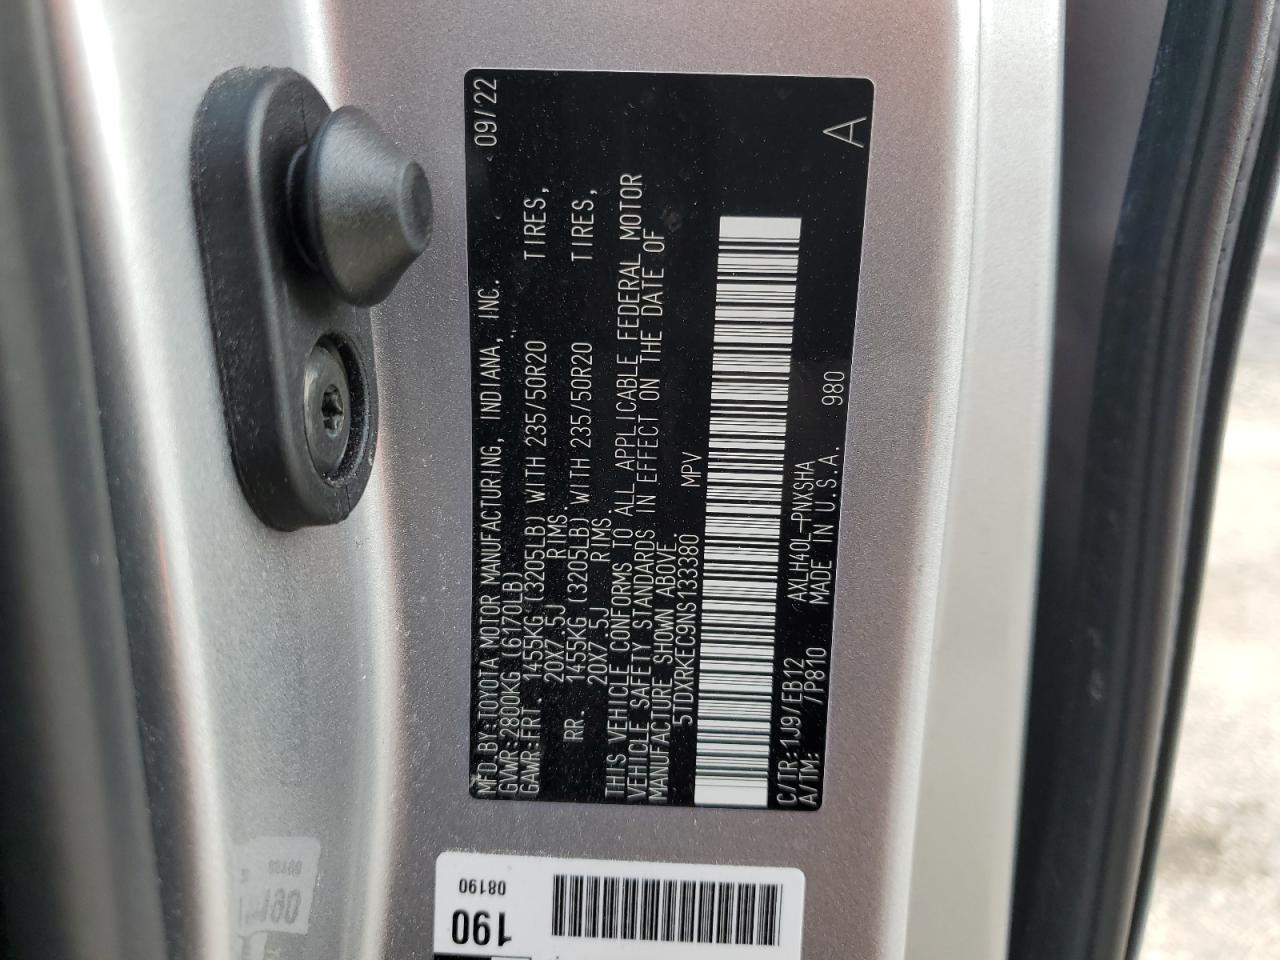 MFD BY:TOYOTA MOTOR MANUFACTURING, INDIANA, INC. 09/22
GVWR:2800KG (6170LB)
GAWR:FRT. 1455KG (3205LB) WITH 235/50R20 TIRES,
20X7.5J RIMS.
RR. 1455KG (3205LB) WITH 235/50R20 TIRES,
20X7.5J RIMS
THIS VEHICLE CONFORMS TO ALL APPLICABLE FEDERAL MOTOR
VEHICLE SAFETY STANDARDS IN EFFECT ON THE DATE OF
MANUFACTURE SHOWN ABOVE
5TDXRKEC9NS133380 MPV
C/TR:1J9/EB12 AXLH40L-PNXSHA
A/TM: /P810 MADE IN U.S.A. 980 A
08190
190